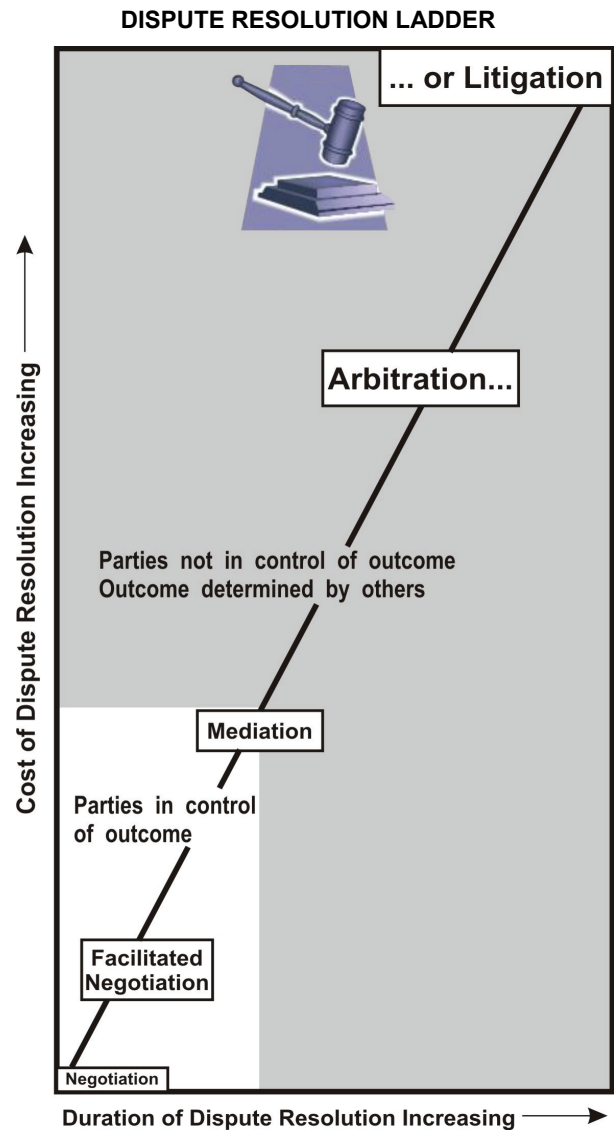 DISPUTE RESOLUTION LADDER
... or Litigation
Cost of Dispute Resolution Increasing
Arbitration...
Parties not in control of outcome
Outcome determined by others
Mediation
Parties in control
of outcome
Facilitated
Negotiation
Negotiation
Duration of Dispute Resolution Increasing